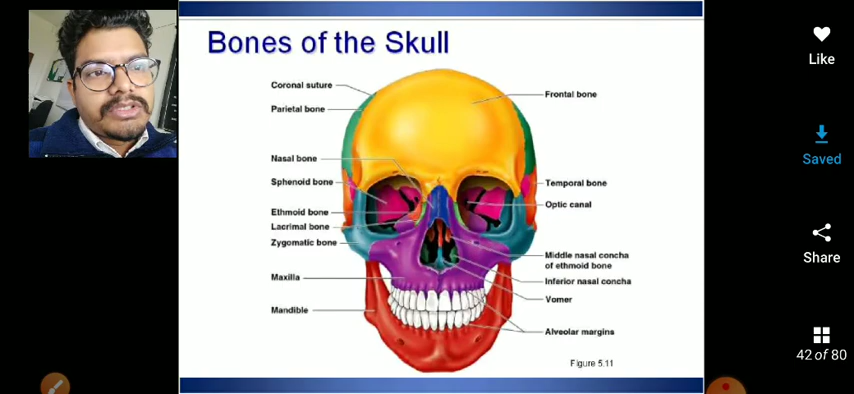 Bones of the Skull
Coronal suture
Parietal bone
Nasal bone
Sphenoid bone
Ethmoid bone
Lacrimal bone
Zygomatic bone
Maxilla
Mandible
Frontal bone
Temporal bone
Optic canal
Middle nasal concha
of ethmoid bone
Inferior nasal concha
Vomer
Alveolar margins
Figure 5.11
Like
Saved
Share
42 of 80